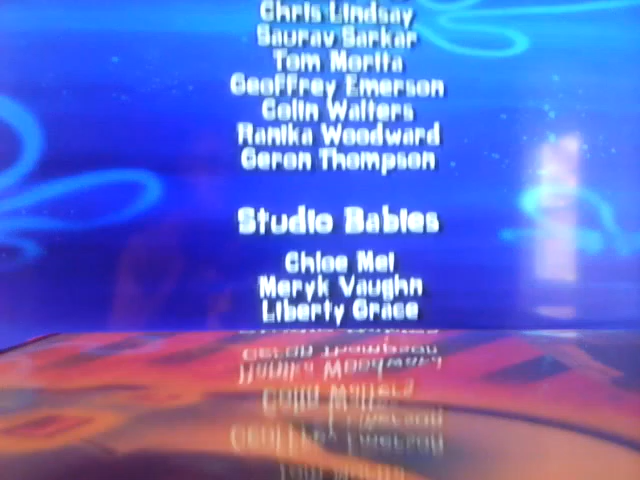 Chris Lindsay
Saurav Sarkar
Tom Morita
Geoffrey Emerson
Colin Walters
Ranika Woodward
Geron Thompson
Studio Babies
Chloe Mei
Meryk Vaughn
Liberty Grace